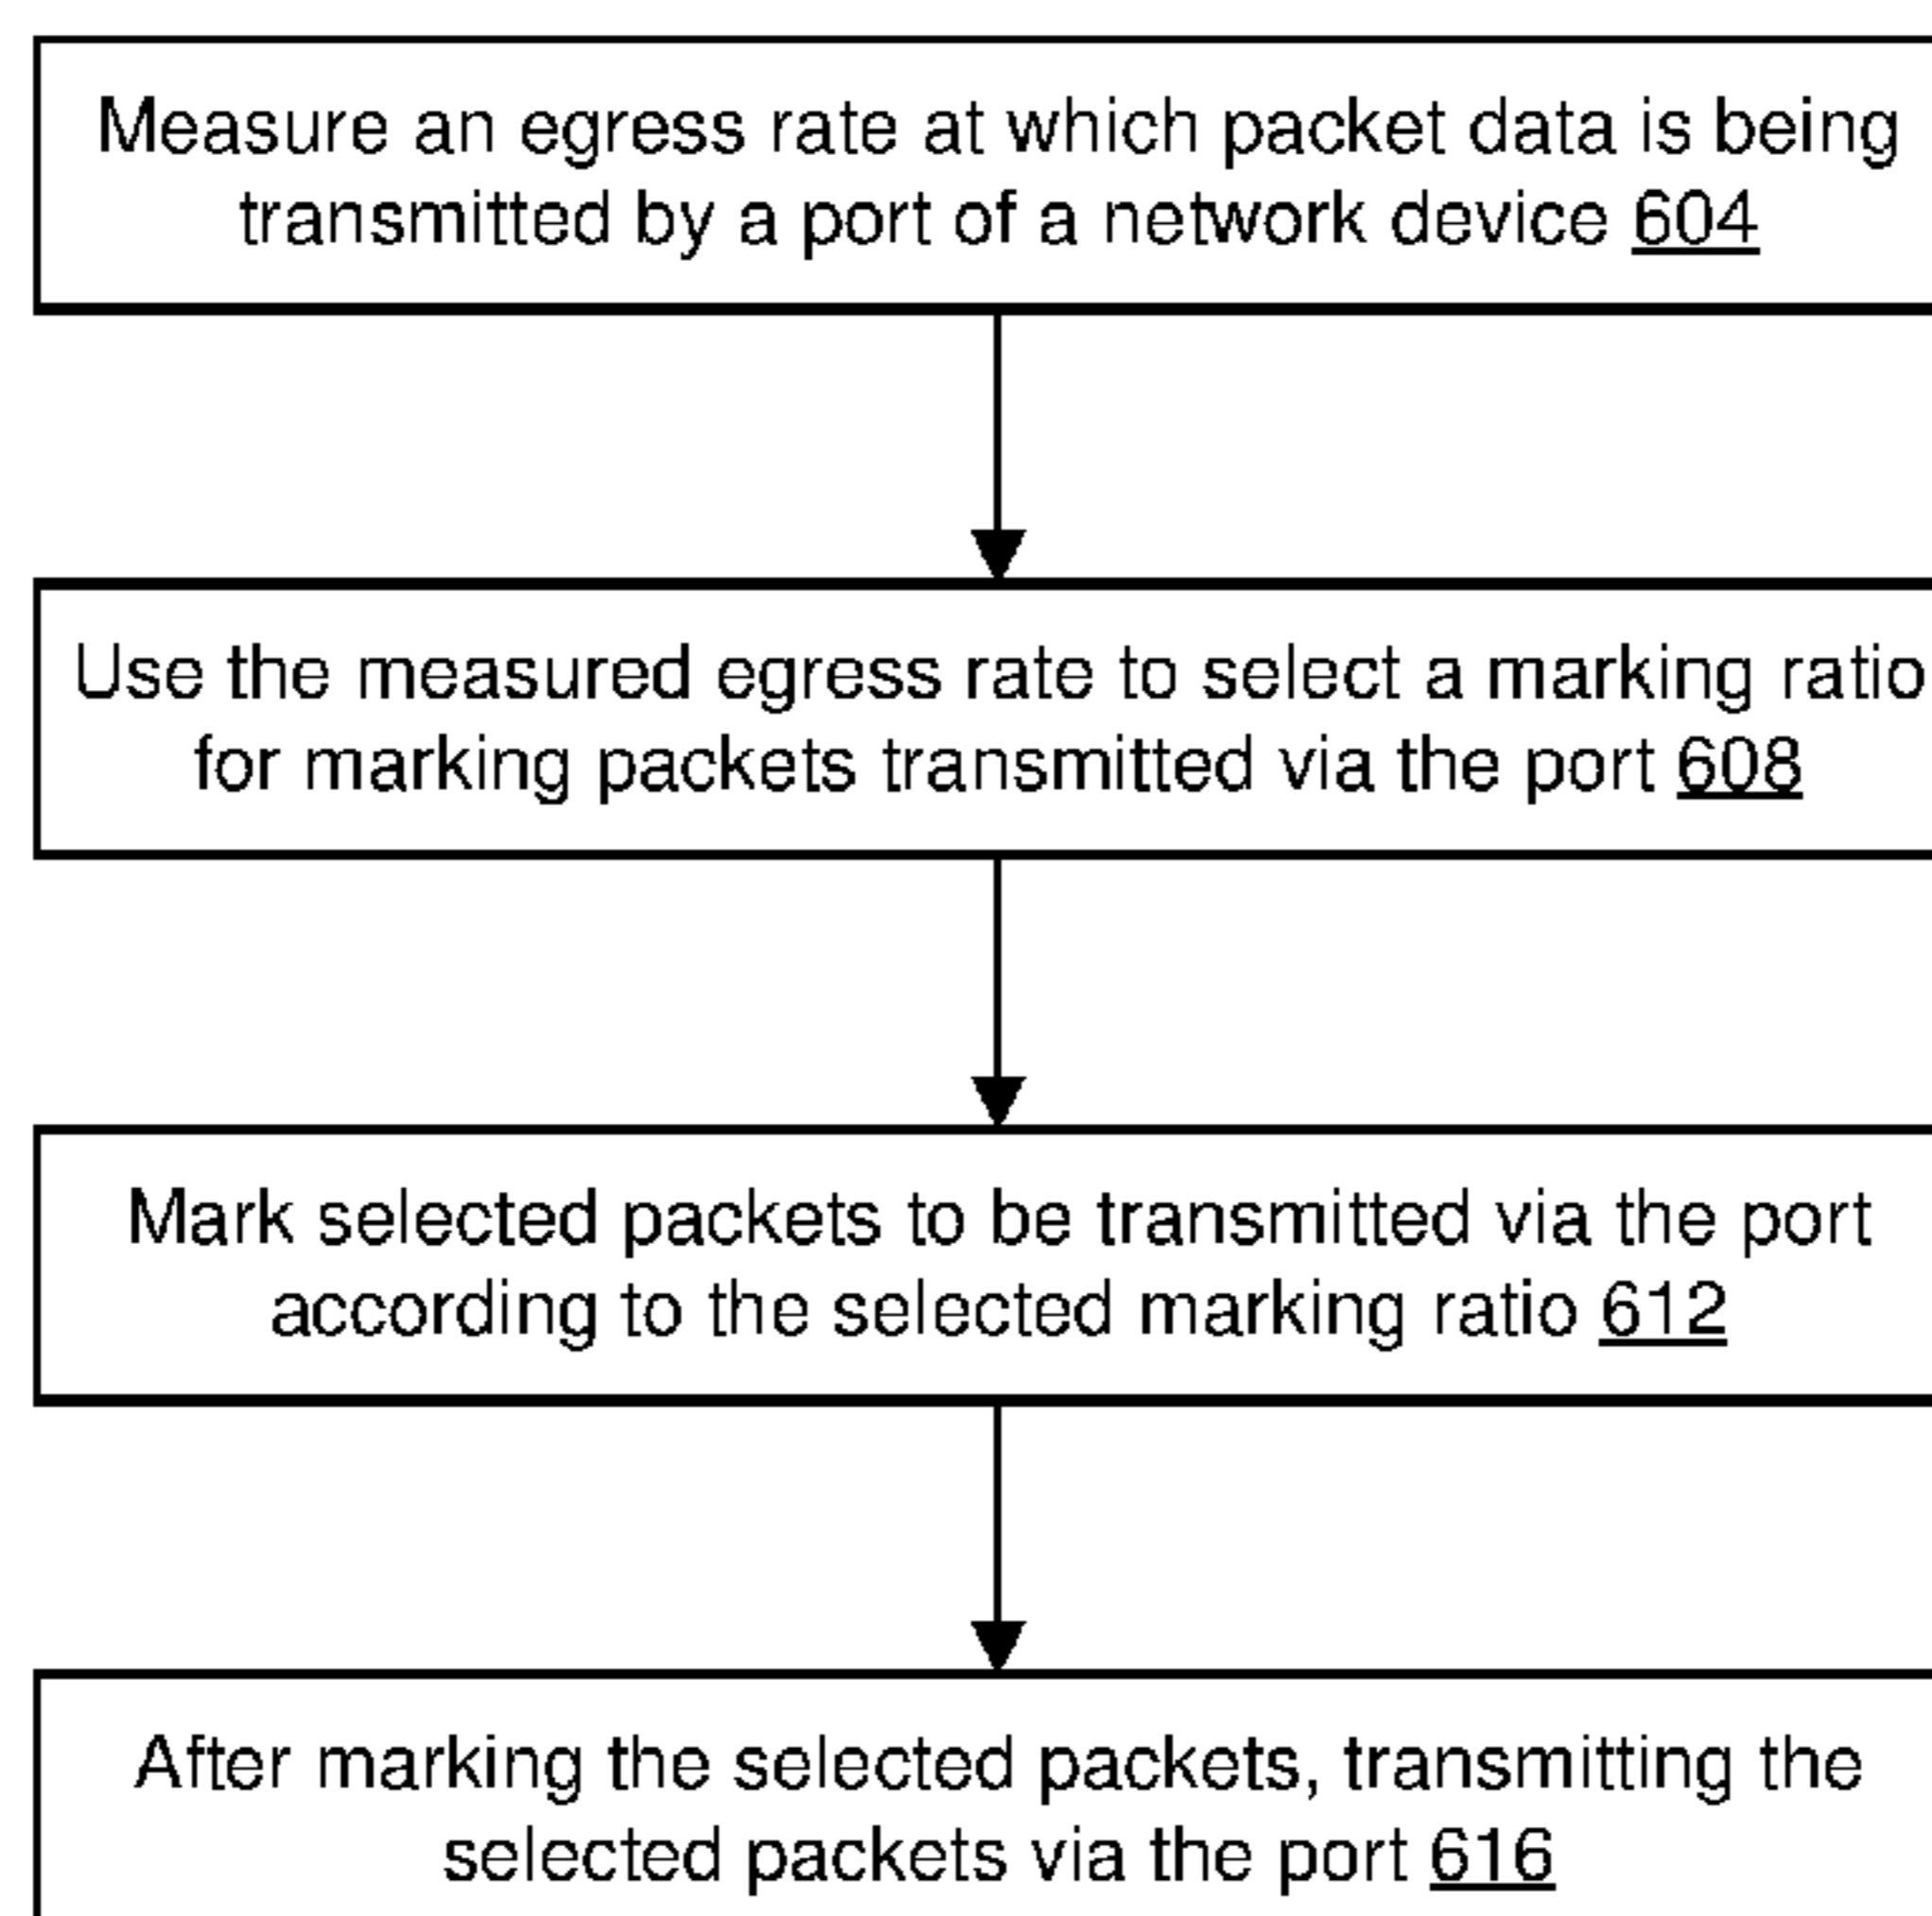 Measure an egress rate at which packet data is being
transmitted by a port of a network device 604
Use the measured egress rate to select a marking ratio
for marking packets transmitted via the port 608
Mark selected packets to be transmitted via the port
according to the selected marking ratio 612
After marking the selected packets, transmitting the
selected packets via the port 616